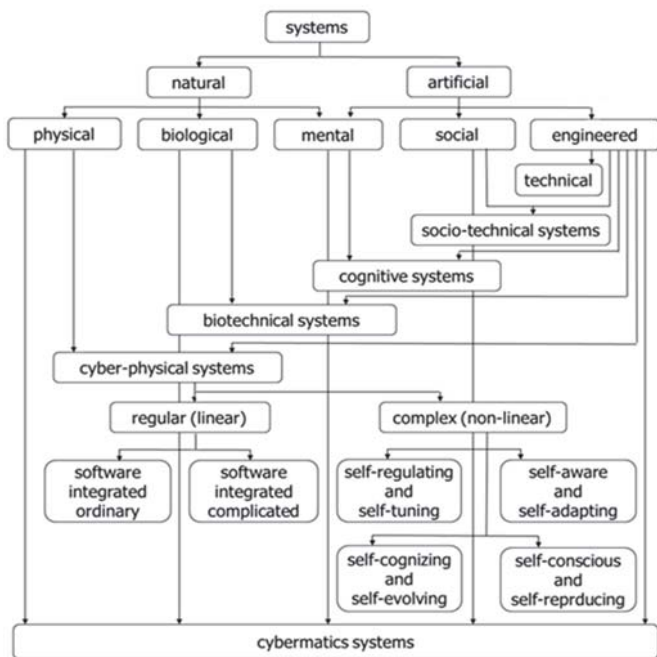 systems
natural
artificial
physical
biological
mental
social
engineered
technical
socio-technical systems
cognitive systems
biotechnical systems
cyber-physical systems
regular (linear)
complex (non-linear)
software
integrated
ordinary
software
integrated
complicated
self-regulating
and
self-tuning
self-aware
and
self-adapting
self-cognizing
and
self-evolving
self-conscious
and
self-reprducing
cybermatics systems